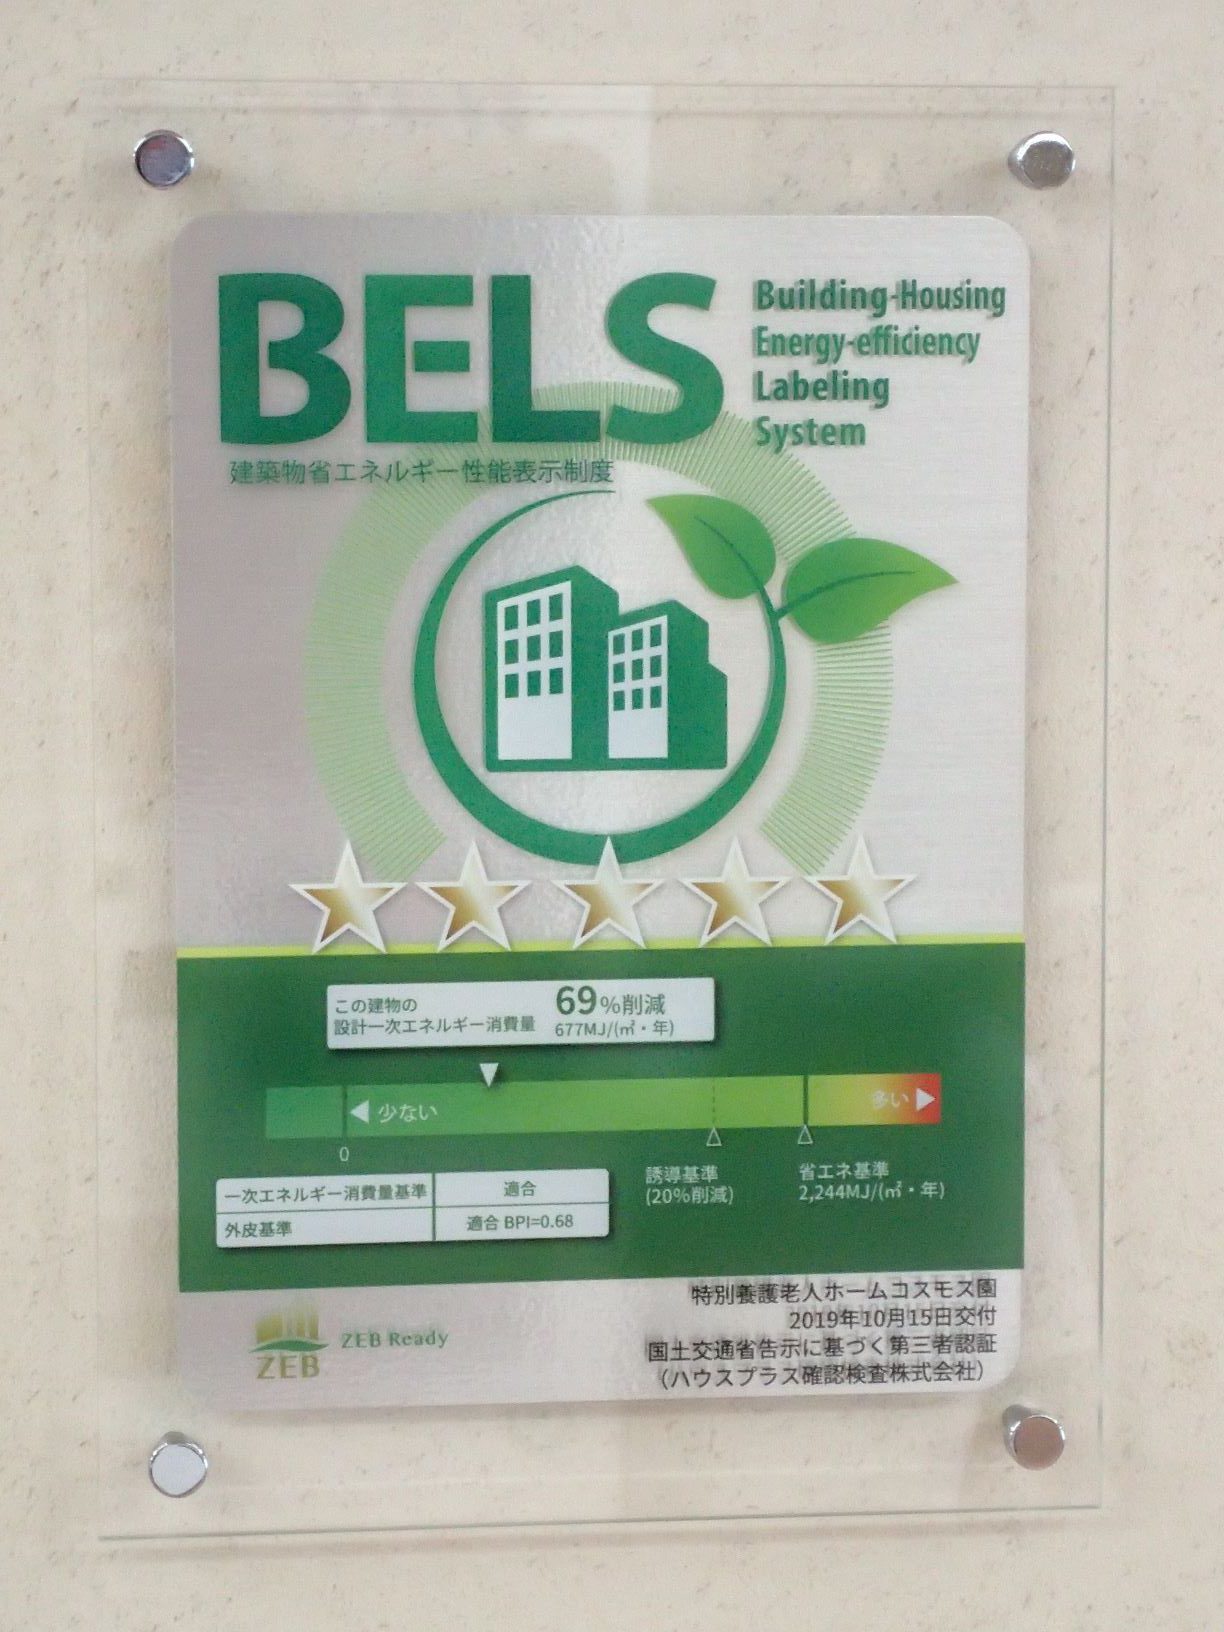 BELS
Building-Housing
Energy-efficiency
Labeling
System
建築物省エネルギー性能表示制度
この建物の
設計一次エネルギー消費量
69%削減
677MJ/(㎡・年)
少ない
多い
0
誘導基準
(20%削減)
省エネ基準
2,244MJ/(㎡・年)
一次エネルギー消費量基準 適合
外皮基準 適合 BPI=0.68
ZEB
ZEB Ready
特別養護老人ホームコスモス園
2019年10月15日交付
国土交通省告示に基づく第三者認証
(ハウスプラス確認検査株式会社)